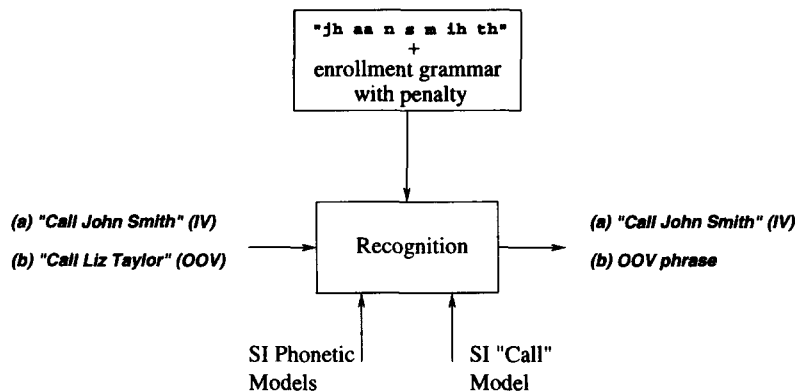 "jh aa n s m ih th"
+
enrollment grammar
with penalty
(a) "Call John Smith" (IV)
(b) "Call Liz Taylor" (OOV)
Recognition
(a) "Call John Smith" (IV)
(b) OOV phrase
SI Phonetic
Models
SI "Call"
Model